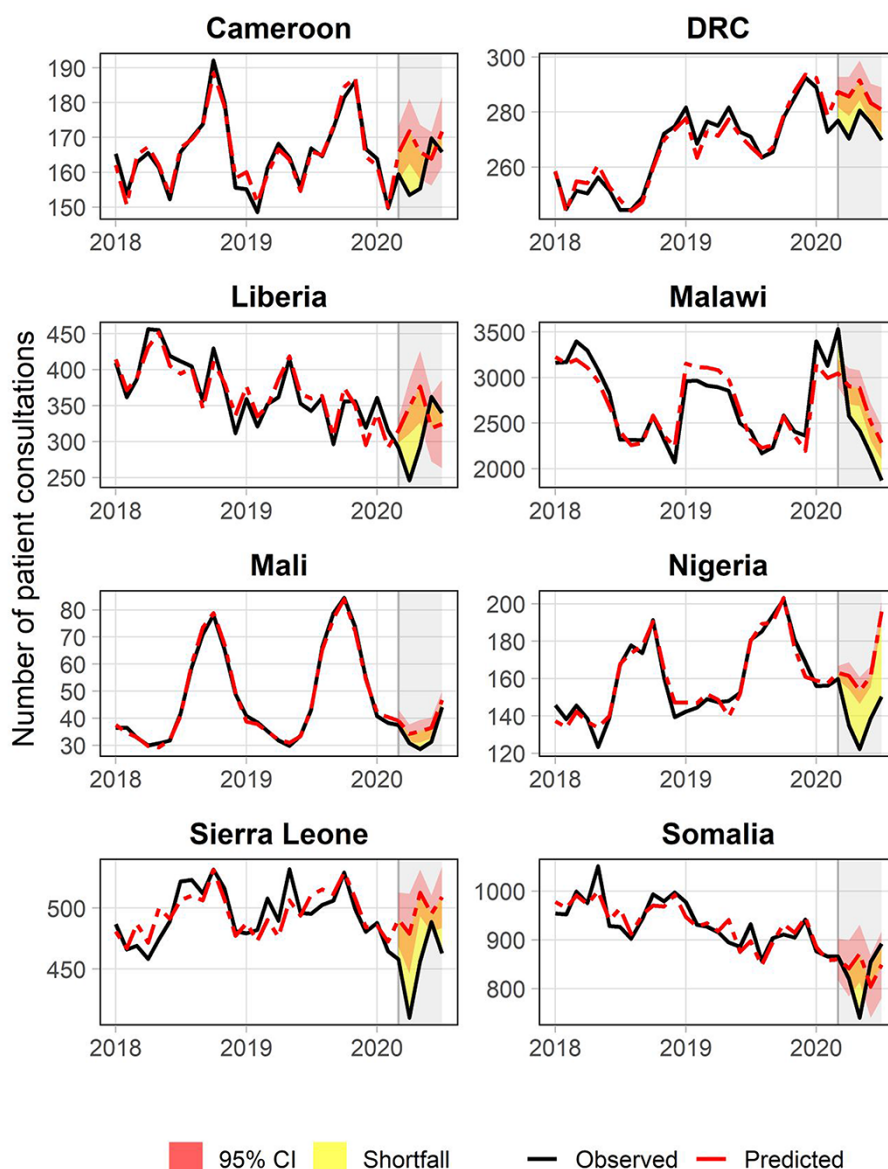 Cameroon
190
180
170
160
150
2018 2019 2020
DRC
300
280
260
2018 2019 2020
Number of patient consultations
Liberia
450
400
350
300
250
2018 2019 2020
Malawi
3500
3000
2500
2000
2018 2019 2020
Mali
80
70
60
50
40
30
2018 2019 2020
Nigeria
200
180
160
140
120
2018 2019 2020
Sierra Leone
500
450
2018 2019 2020
Somalia
1000
900
800
2018 2019 2020
95% CI Shortfall Observed Predicted